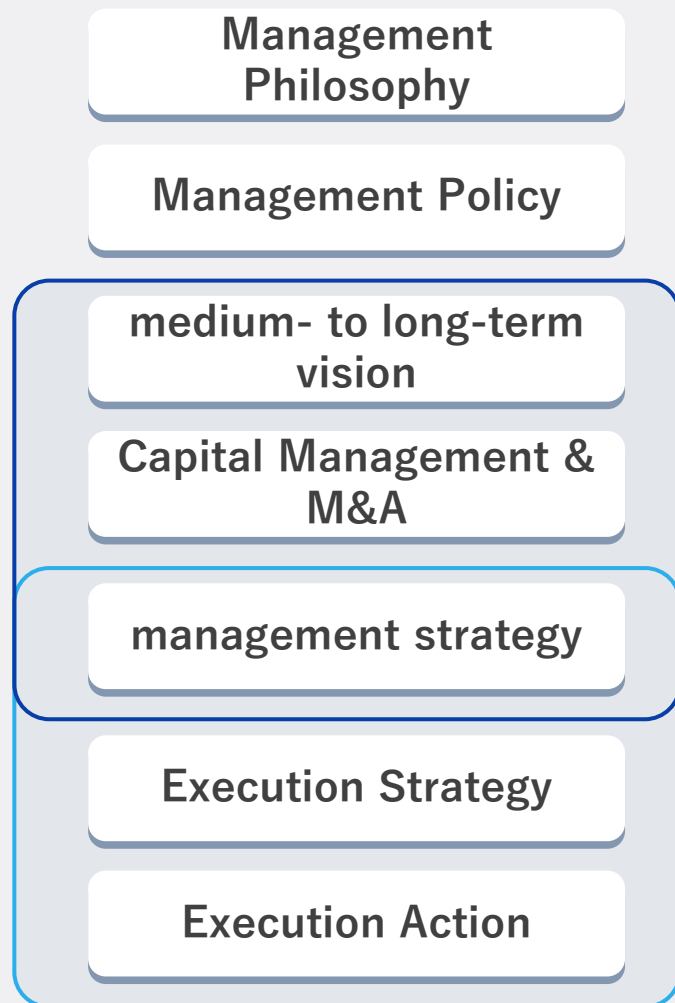 Management
Philosophy
Management Policy
medium- to long-term
vision
Capital Management &
M&A
management strategy
Execution Strategy
Execution Action